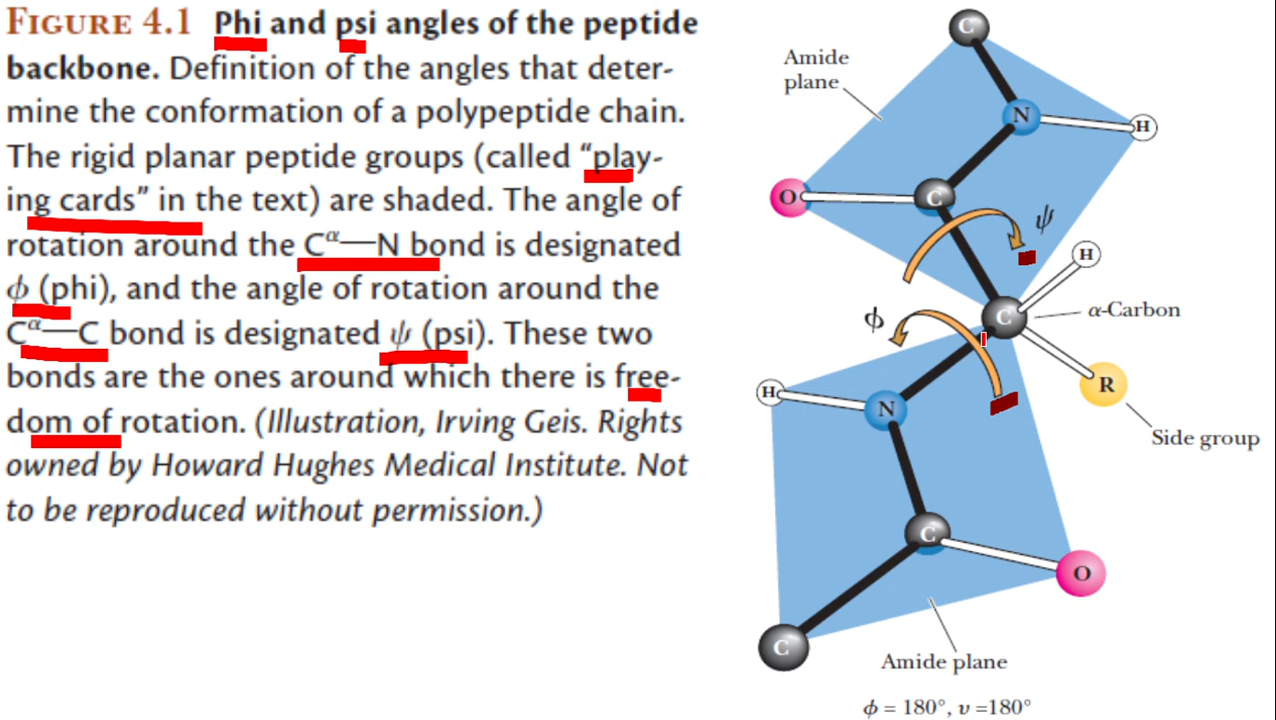 FIGURE 4.1 Phi and psi angles of the peptide
backbone. Definition of the angles that deter-
mine the conformation of a polypeptide chain.
The rigid planar peptide groups (called “play-
ing cards” in the text) are shaded. The angle of
rotation around the Cα—N bond is designated
ϕ (phi), and the angle of rotation around the
Cα—C bond is designated ψ (psi). These two
bonds are the ones around which there is free-
dom of rotation. (Illustration, Irving Geis. Rights
owned by Howard Hughes Medical Institute. Not
to be reproduced without permission.)
C
Amide
plane
N
H
O
C
ψ
H
C
α-Carbon
ϕ
R
H
N
Side group
C
O
C
Amide plane
ϕ = 180°, υ =180°